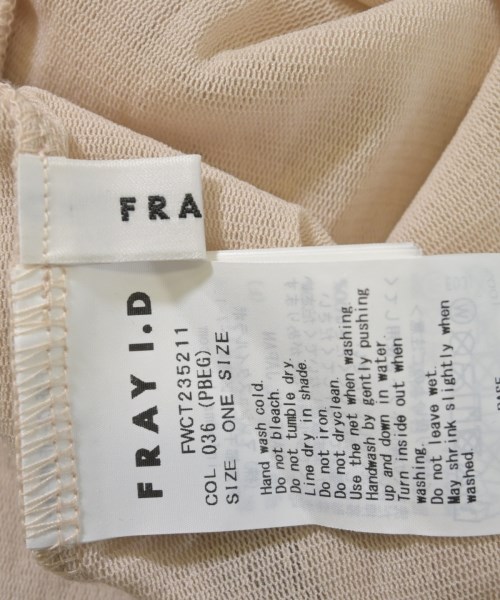 FRA
FRAY I.D
FWCT235211
COL 036 (PBEG)
SIZE ONE SIZE
Hand wash cold.
Do not bleach.
Do not tumble dry.
Line dry in shade.
Do not iron.
Do not dryclean.
Use the net when washing.
Handwash by gently pushing
up and down in water.
Turn inside out when
washing.
Do not leave wet.
May shrink slightly when
washed.